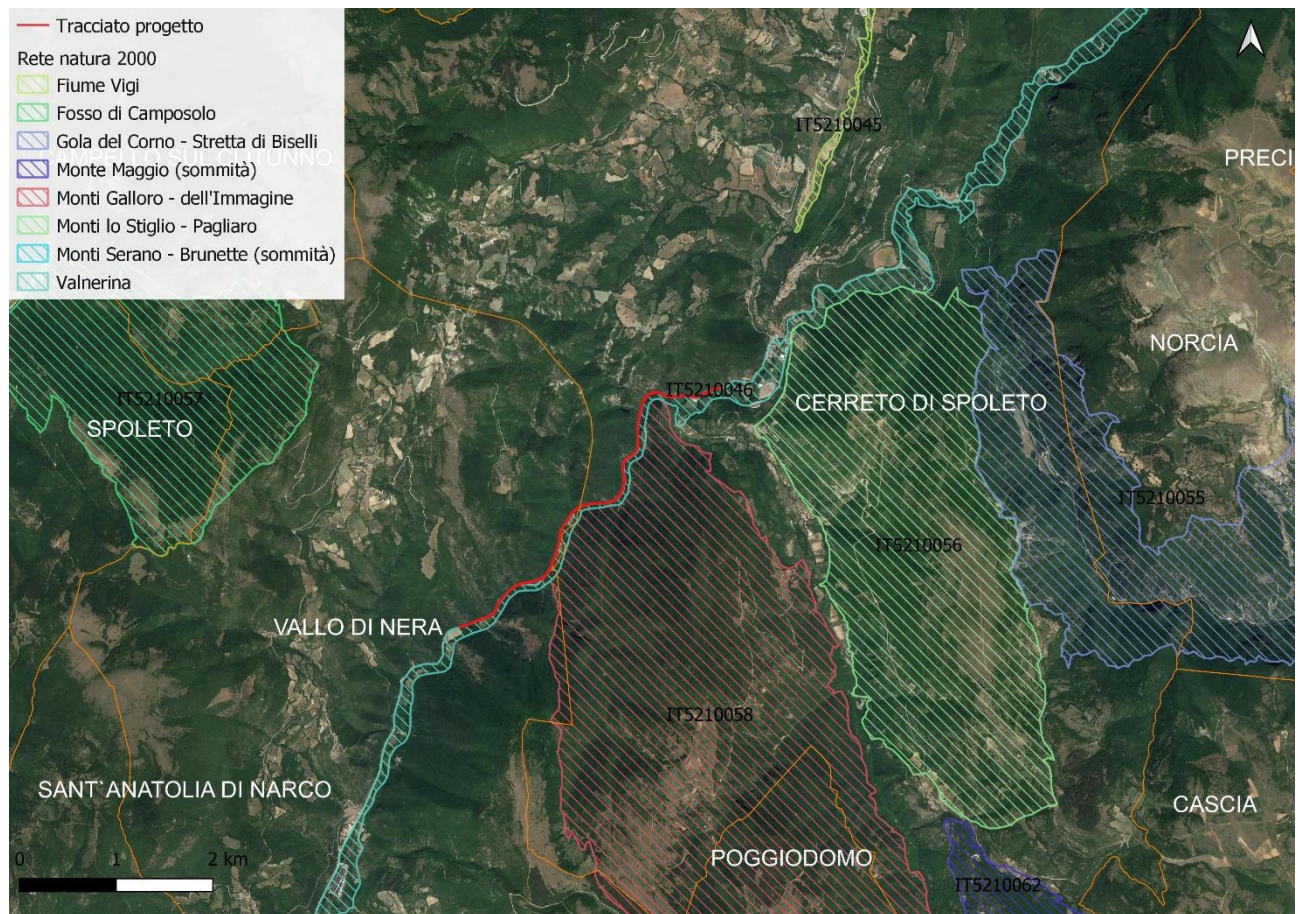 Tracciato progetto
Rete natura 2000
Fiume Vigi
Fosso di Camposolo
Gola del Corno - Stretta di Biselli
CAMPELLO SUL CLITUNNO
Monte Maggio (sommità)
Monti Galloro - dell'Immagine
Monti lo Stiglio - Pagliaro
Monti Serano - Brunette (sommità)
Valnerina
IT5210045
PRECI
NORCIA
IT5210046
IT5210057
CERRETO DI SPOLETO
SPOLETO
IT5210055
IT5210056
VALLO DI NERA
IT5210058
SANT`ANATOLIA DI NARCO
CASCIA
0 1 2 km
POGGIODOMO
IT5210062